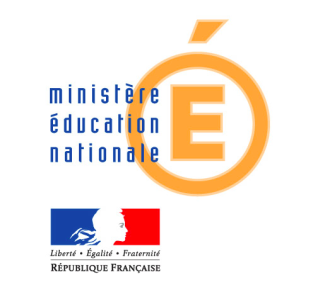 ministère
éducation
nationale
É
Liberté • Égalité • Fraternité
RÉPUBLIQUE FRANÇAISE